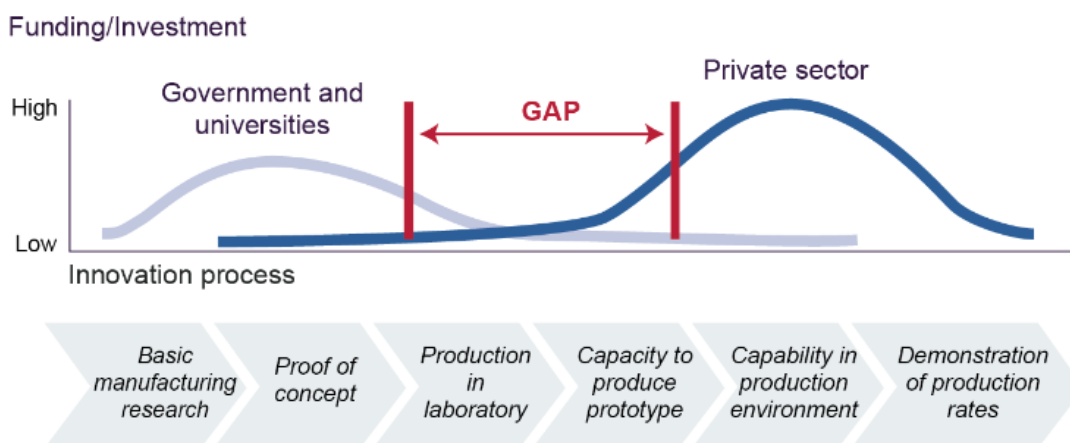 Funding/Investment
Private sector
Government and
universities
GAP
High
Low
Innovation process
Basic
manufacturing
research
Proof of
concept
Production
in
laboratory
Capacity to
produce
prototype
Capability in
production
environment
Demonstration
of production
rates